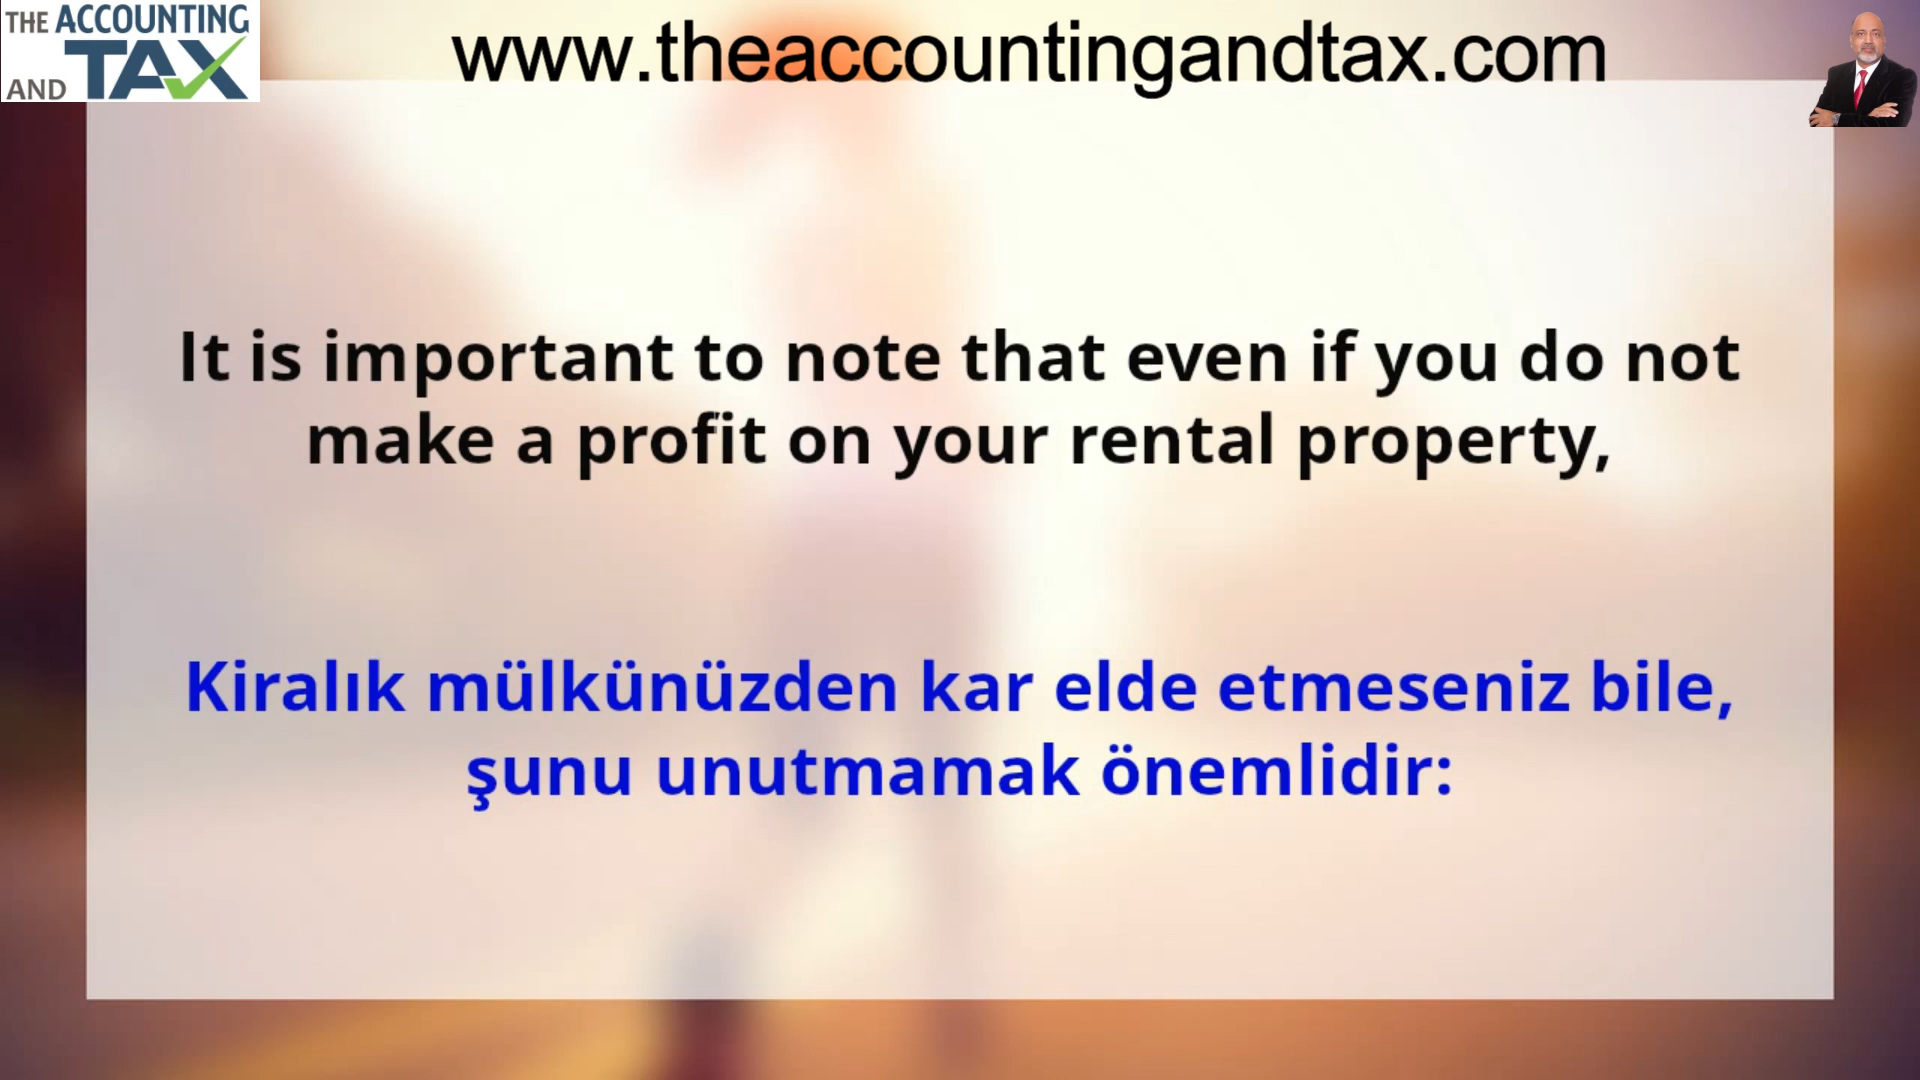 THE ACCOUNTING
AND TAX
www.theaccountingandtax.com
It is important to note that even if you do not
make a profit on your rental property,
Kiralık mülkünüzden kar elde etmeseniz bile,
şunu unutmamak önemlidir: